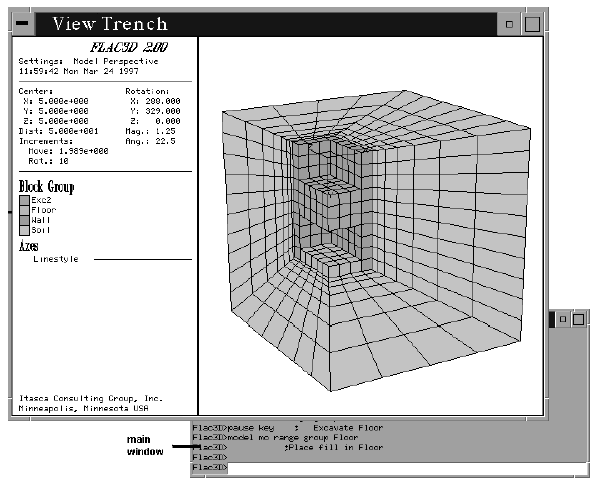 View Trench
FLAC3D 2.00
Settings: Model Perspective
11:59:42 Mon Mar 24 1997
Center:
X: 5.000e+000
Y: 5.000e+000
Z: 5.000e+000
Dist: 5.000e+001
Increments:
Move: 1.989e+000
Rot.: 10
Rotation:
X: 200.000
Y: 329.000
Z: 0.000
Mag.: 1.25
Ang.: 22.5
Block Group
Exc2
Floor
Wall
Soil
Axes
Linestyle
Itasca Consulting Group, Inc.
Minneapolis, Minnesota USA
main
window
Flac3D>pause key ; Excavate Floor
Flac3D>model mo range group Floor
Flac3D> ;Place fill in Floor
Flac3D>
Flac3D>